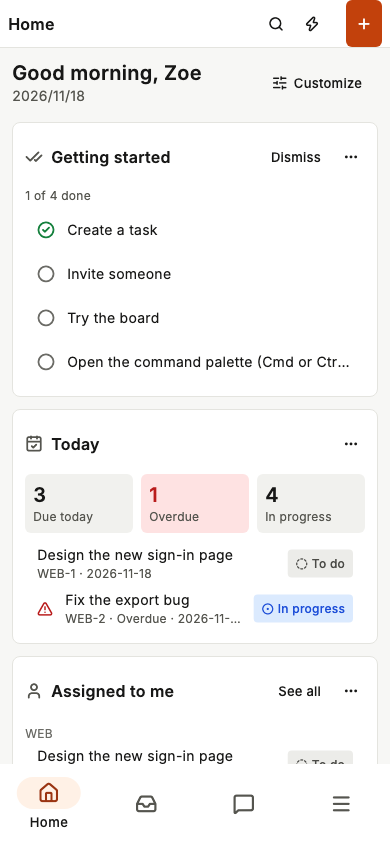 Home
Good morning, Zoe
2026/11/18
Customize
Getting started
Dismiss
1 of 4 done
Create a task
Invite someone
Try the board
Open the command palette (Cmd or Ctr...
Today
3
Due today
1
Overdue
4
In progress
Design the new sign-in page
WEB-1 · 2026-11-18
To do
Fix the export bug
WEB-2 · Overdue · 2026-11-...
In progress
Assigned to me
See all
WEB
Design the new sign-in page
To do
Home